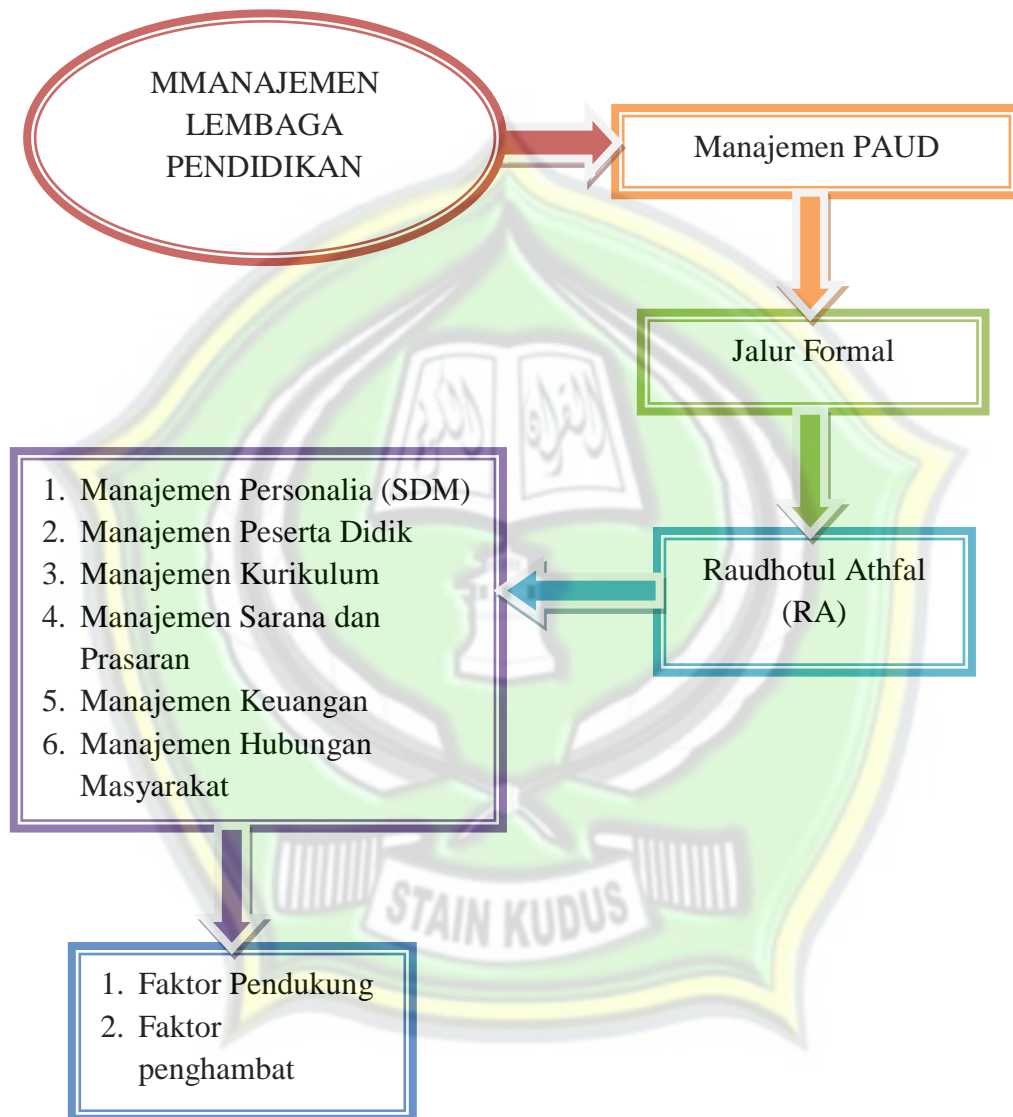 MMANAJEMEN
LEMBAGA
PENDIDIKAN
Manajemen PAUD
Jalur Formal
Raudhotul Athfal
(RA)
1. Manajemen Personalia (SDM)
2. Manajemen Peserta Didik
3. Manajemen Kurikulum
4. Manajemen Sarana dan
Prasaran
5. Manajemen Keuangan
6. Manajemen Hubungan
Masyarakat
1. Faktor Pendukung
2. Faktor
penghambat
STAIN KUDUS